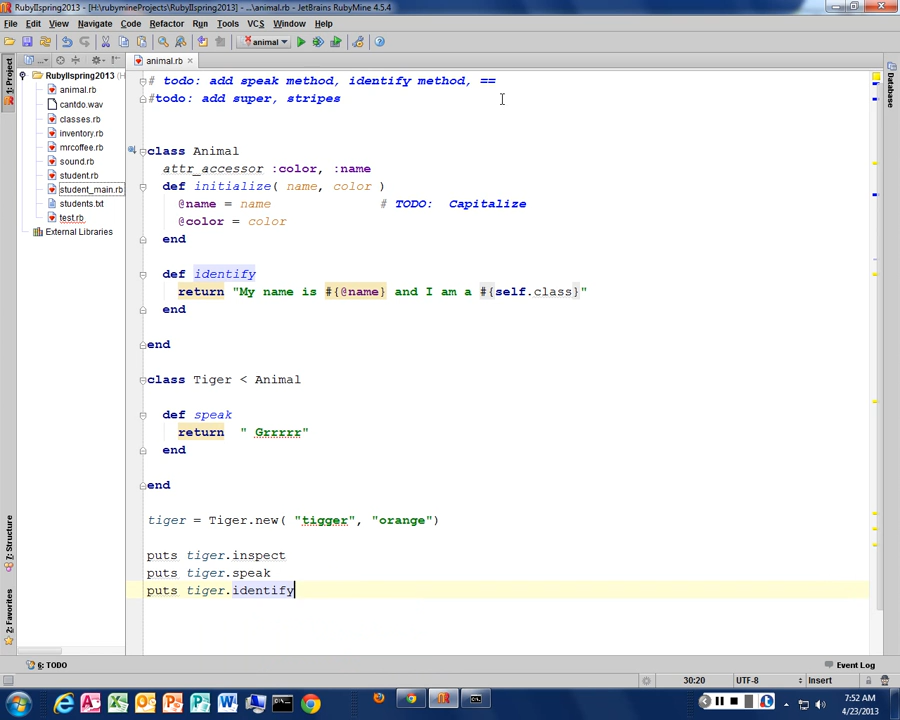 RubyIIspring2013 - [H:\rubymineProjects\RubyIIspring2013] - ...\animal.rb - JetBrains RubyMine 4.5.4
File Edit View Navigate Code Refactor Run Tools VCS Window Help
animal
1: Project
animal.rb
Database
RubyIIspring2013 (H
animal.rb
cantdo.wav
classes.rb
inventory.rb
mrcoffee.rb
sound.rb
student.rb
student_main.rb
students.txt
test.rb
External Libraries
# todo: add speak method, identify method, ==
#todo: add super, stripes
class Animal
attr_accessor :color, :name
def initialize( name, color )
@name = name # TODO: Capitalize
@color = color
end
def identify
return "My name is #{@name} and I am a #{self.class}"
end
end
class Tiger < Animal
def speak
return " Grrrrr"
end
end
tiger = Tiger.new( "tigger", "orange")
puts tiger.inspect
puts tiger.speak
puts tiger.identify
7: Structure
2: Favorites
6: TODO
Event Log
30:20 UTF-8 Insert
7:52 AM
4/23/2013